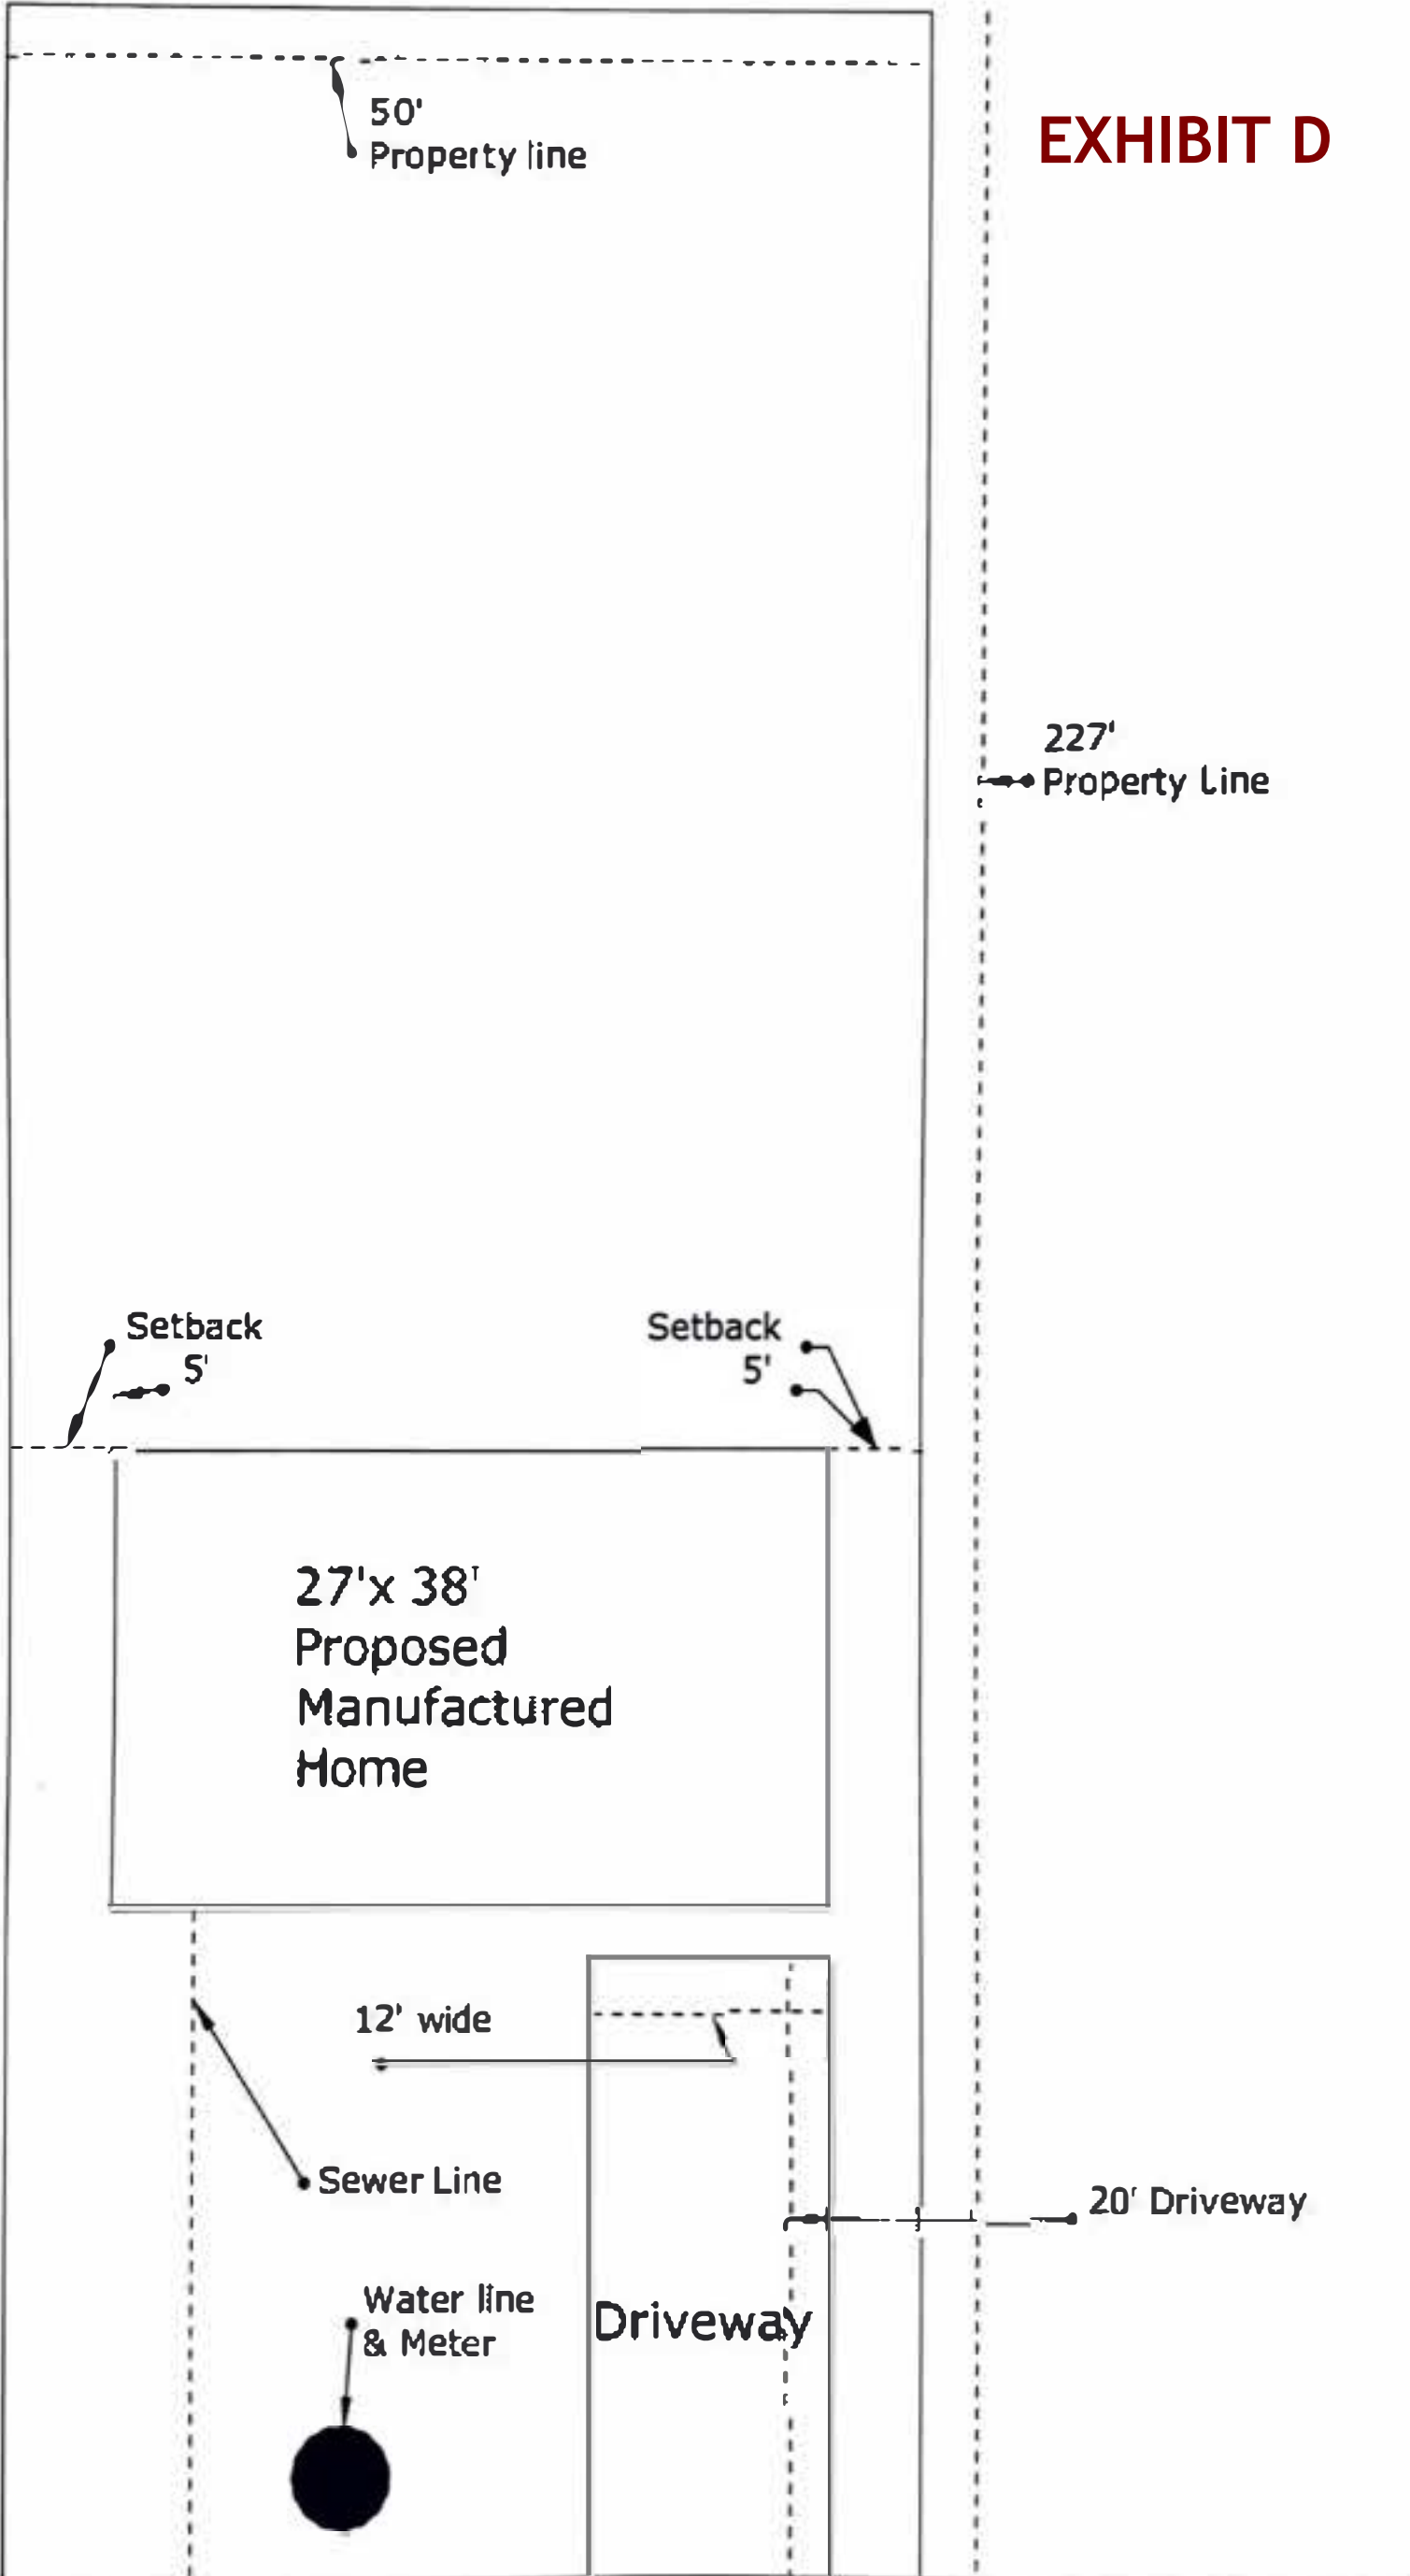 50'
Property line
EXHIBIT D
227'
Property Line
Setback
5'
Setback
5'
27'x 38'
Proposed
Manufactured
Home
12' wide
Sewer Line
20' Driveway
Water line
& Meter
Driveway